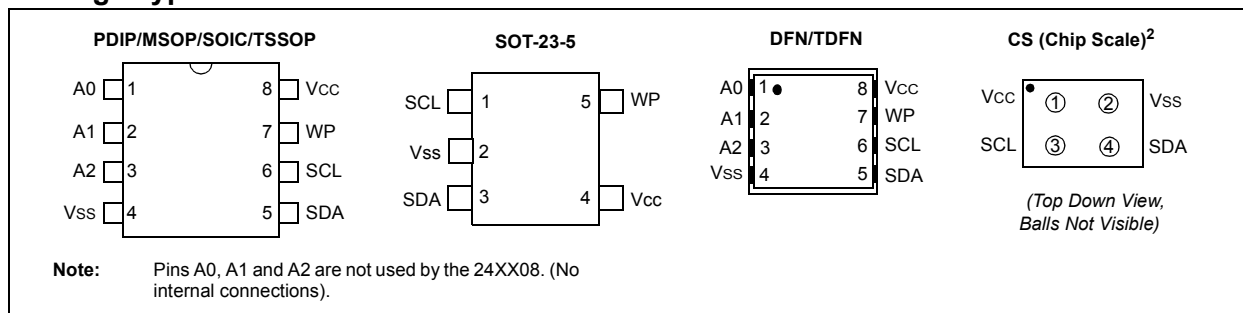 PDIP/MSOP/SOIC/TSSOP
A0 1 8 VCC
A1 2 7 WP
A2 3 6 SCL
VSS 4 5 SDA
SOT-23-5
SCL 1 5 WP
Vss 2
SDA 3 4 Vcc
DFN/TDFN
A0 1 8 VCC
A1 2 7 WP
A2 3 6 SCL
VSS 4 5 SDA
CS (Chip Scale)2
VCC 1 2 VSS
SCL 3 4 SDA
(Top Down View,
Balls Not Visible)
Note: Pins A0, A1 and A2 are not used by the 24XX08. (No
internal connections).